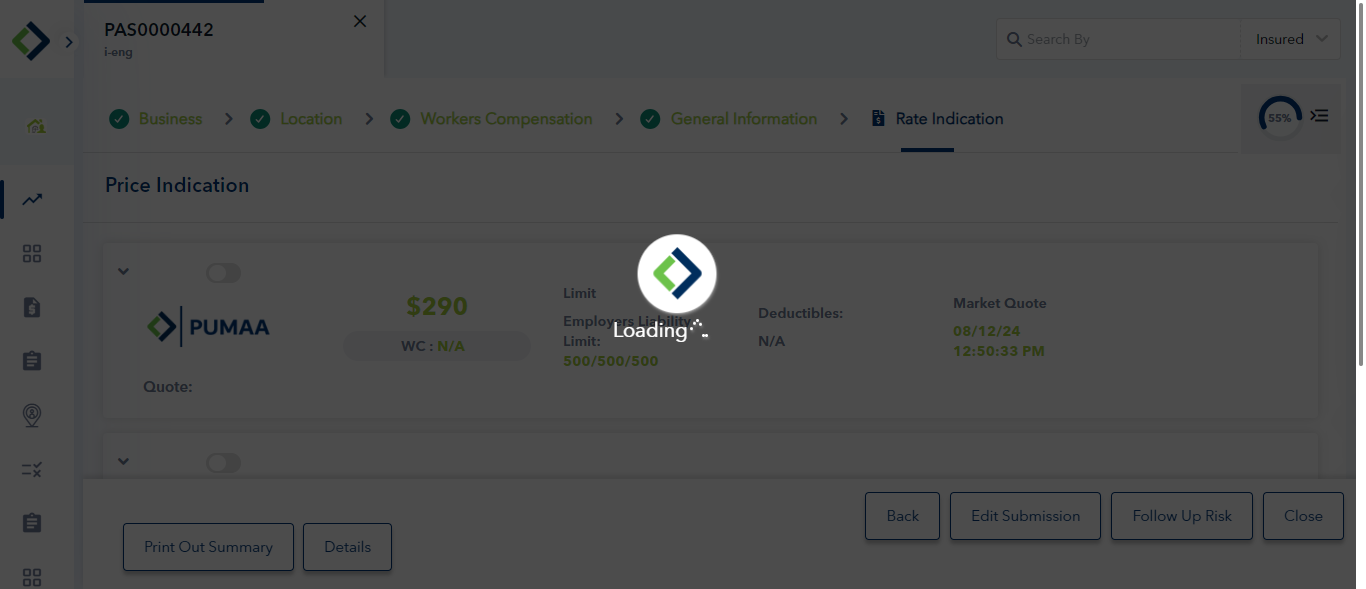 PAS0000442
i-eng
Search By
Insured
Business
Location
Workers Compensation
General Information
Rate Indication
55%
Price Indication
PUMAA
Quote:
$290
WC : N/A
Limit
Employers Liability
Limit:
500/500/500
Loading
Deductibles:
N/A
Market Quote
08/12/24
12:50:33 PM
Print Out Summary
Details
Back
Edit Submission
Follow Up Risk
Close